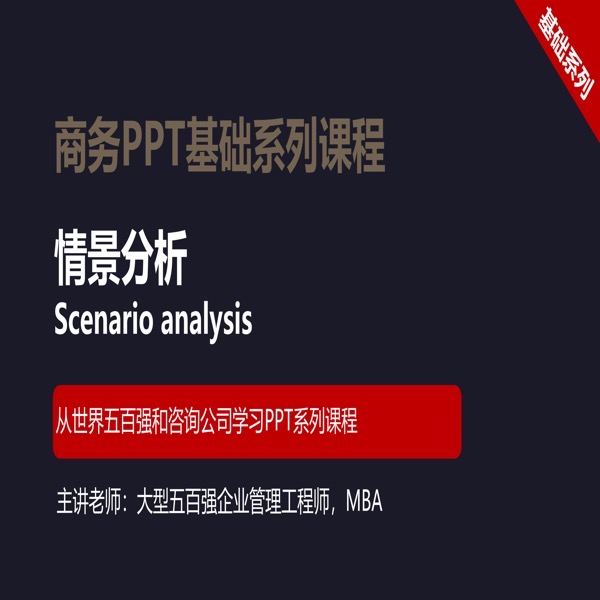 基础系列
商务PPT基础系列课程
情景分析
Scenario analysis
从世界五百强和咨询公司学习PPT系列课程
主讲老师：大型五百强企业管理工程师，MBA